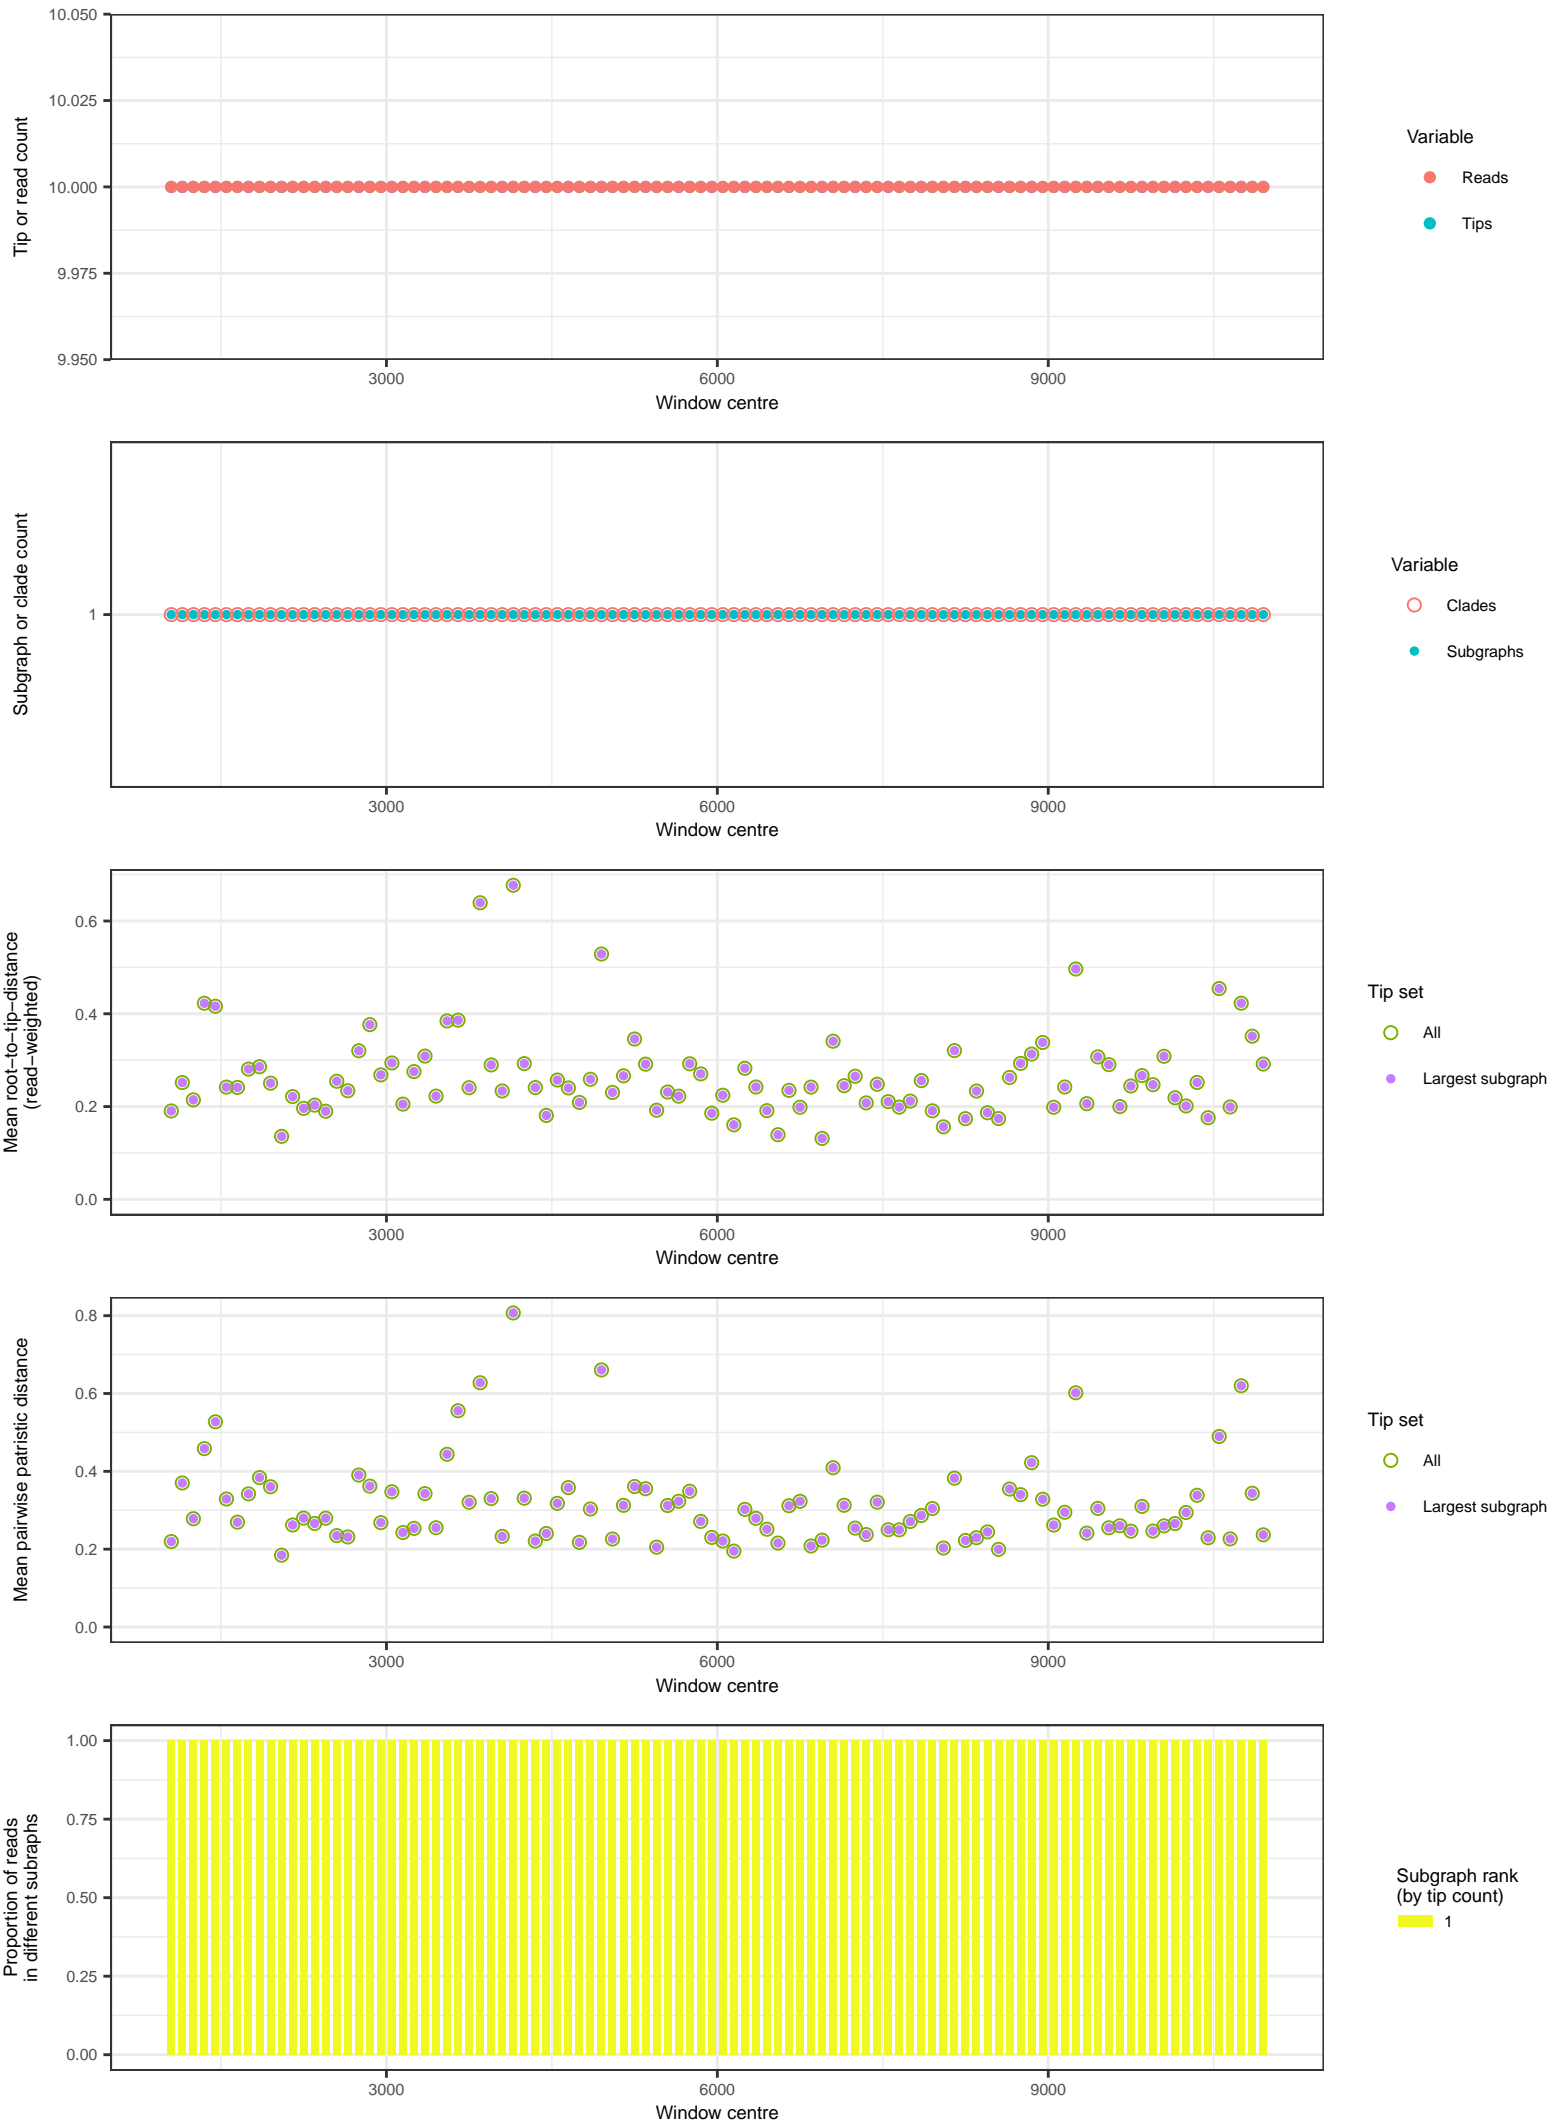 10.050
10.025
10.000
9.975
9.950
Tip or read count
3000
6000
9000
Window centre
Variable
Reads
Tips
Subgraph or clade count
1
3000
6000
9000
Window centre
Variable
Clades
Subgraphs
Mean root−to−tip−distance
(read−weighted)
0.6
0.4
0.2
0.0
3000
6000
9000
Window centre
Tip set
All
Largest subgraph
Mean pairwise patristic distance
0.8
0.6
0.4
0.2
0.0
3000
6000
9000
Window centre
Tip set
All
Largest subgraph
Proportion of reads
in different subraphs
1.00
0.75
0.50
0.25
0.00
3000
6000
9000
Window centre
Subgraph rank
(by tip count)
1